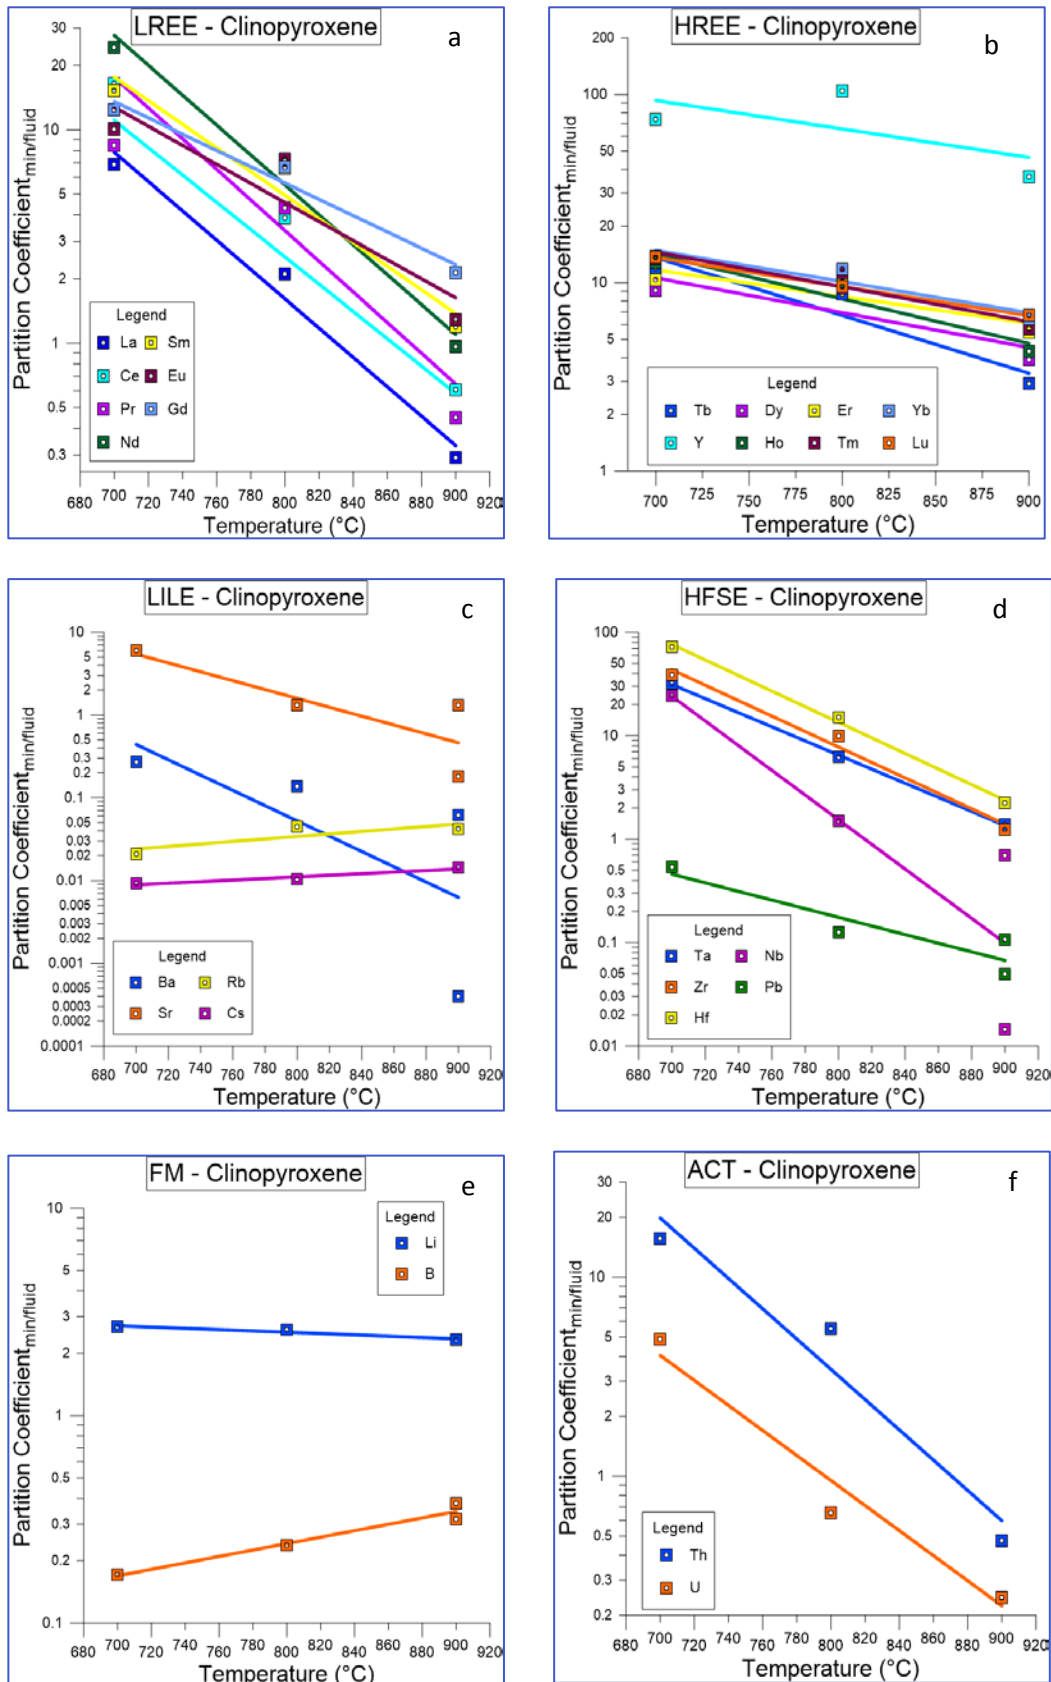 LREE - Clinopyroxene
a
Partition Coefficient min/fluid
30
20
10
5
3
2
1
0.5
0.3
Legend
La Sm
Ce Eu
Pr Gd
Nd
700 740 780 820 860 900
680 720 760 800 840 880 920
Temperature (°C)
HREE - Clinopyroxene
b
Partition Coefficient min/fluid
200
100
50
30
20
10
5
3
2
1
Legend
Tb Dy Er Yb
Y Ho Tm Lu
700 750 800 850 900
725 775 825 875
Temperature (°C)
LILE - Clinopyroxene
c
Partition Coefficient min/fluid
10
5
3
2
1
0.3
0.2
0.1
0.05
0.03
0.02
0.01
0.005
0.003
0.002
0.001
0.0005
0.0003
0.0002
0.0001
Legend
Ba Rb
Sr Cs
700 740 780 820 860 900
680 720 760 800 840 880 920
Temperature (°C)
HFSE - Clinopyroxene
d
Partition Coefficient min/fluid
100
50
30
20
10
5
3
2
1
0.5
0.3
0.2
0.1
0.05
0.03
0.02
0.01
Legend
Ta Nb
Zr Pb
Hf
700 740 780 820 860 900
680 720 760 800 840 880 920
Temperature (°C)
FM - Clinopyroxene
e
Partition Coefficient min/fluid
10
5
3
2
1
0.5
0.3
0.2
0.1
Legend
Li
B
700 740 780 820 860 900
680 720 760 800 840 880 920
Temperature (°C)
ACT - Clinopyroxene
f
Partition Coefficient min/fluid
30
20
10
5
3
2
1
0.5
0.3
0.2
Legend
Th
U
700 740 780 820 860 900
680 720 760 800 840 880 920
Temperature (°C)